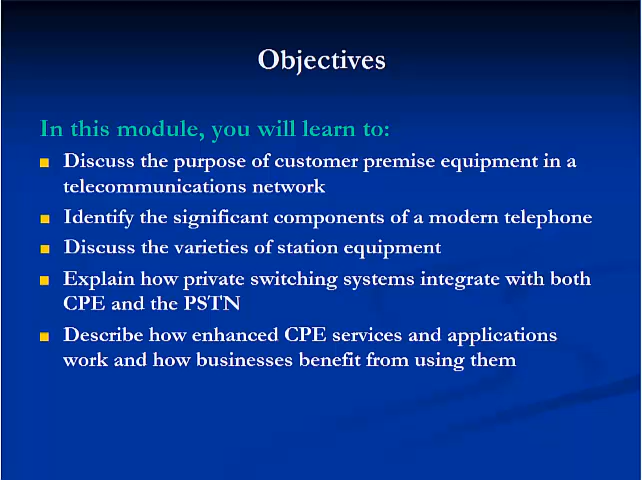 Objectives
In this module, you will learn to:
Discuss the purpose of customer premise equipment in a
telecommunications network
Identify the significant components of a modern telephone
Discuss the varieties of station equipment
Explain how private switching systems integrate with both
CPE and the PSTN
Describe how enhanced CPE services and applications
work and how businesses benefit from using them